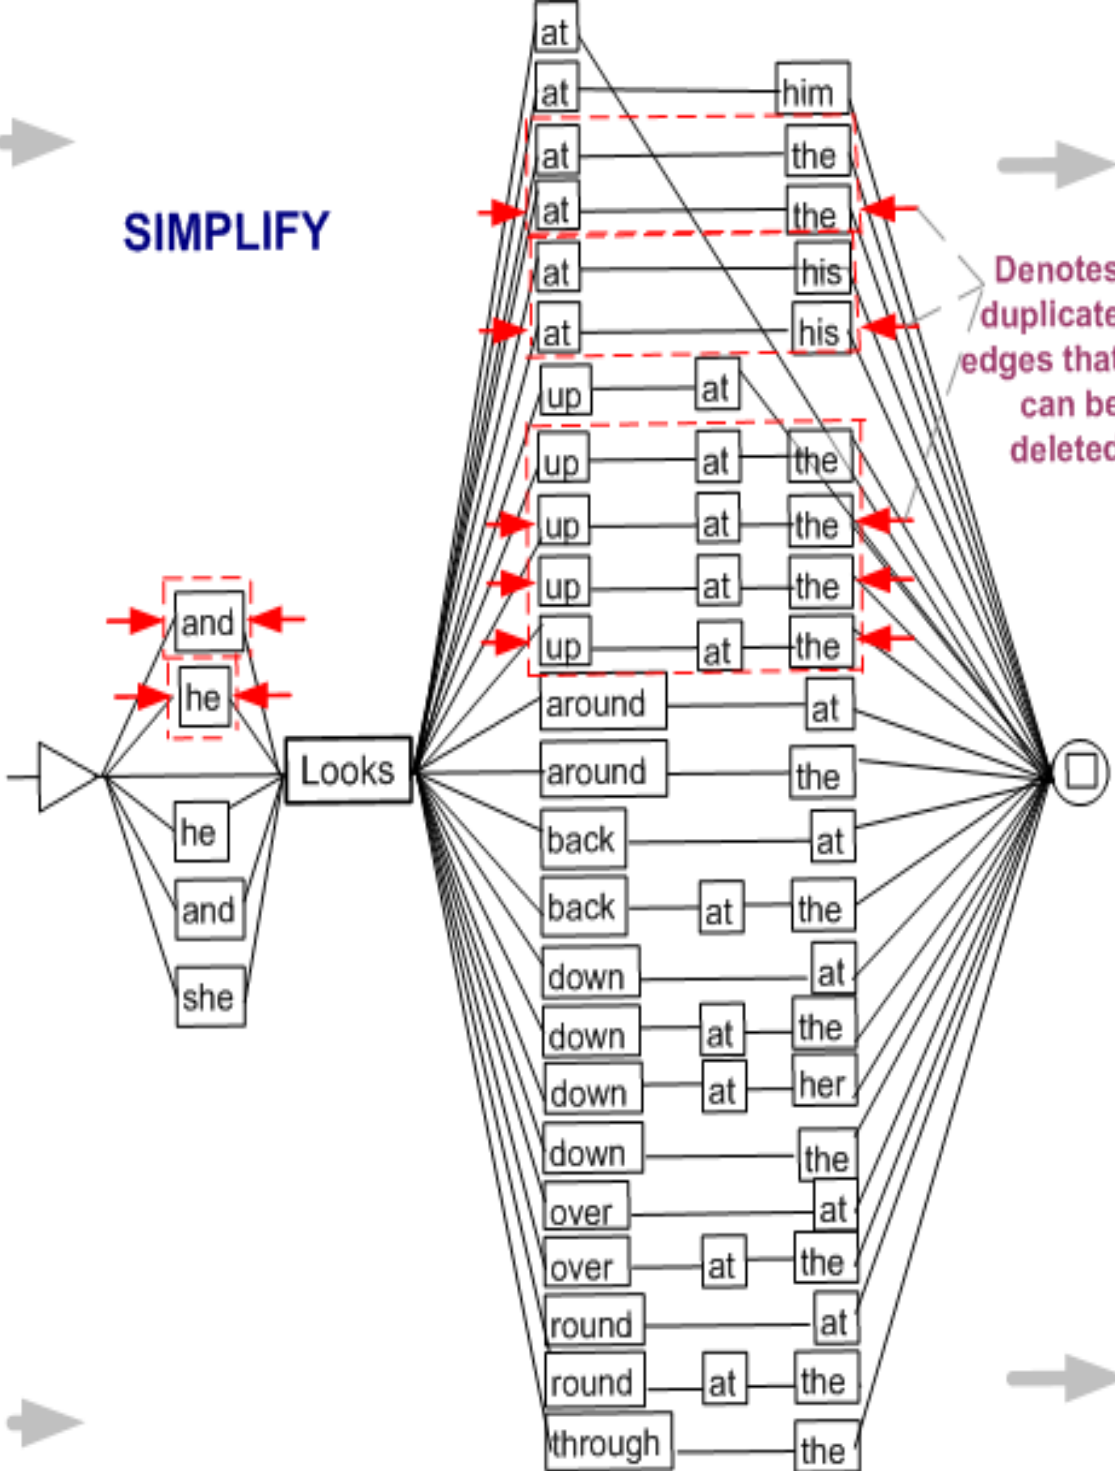 at
at him
at the
SIMPLIFY
at the
at his
Denotes
duplicate
edges that
can be
deleted
at his
up at
up at the
up at the
up at the
and
up at the
he
around at
Looks
around the
he
back at
and
back at the
she
down at
down at the
down at her
down the
over at
over at the
round at
round at the
through the